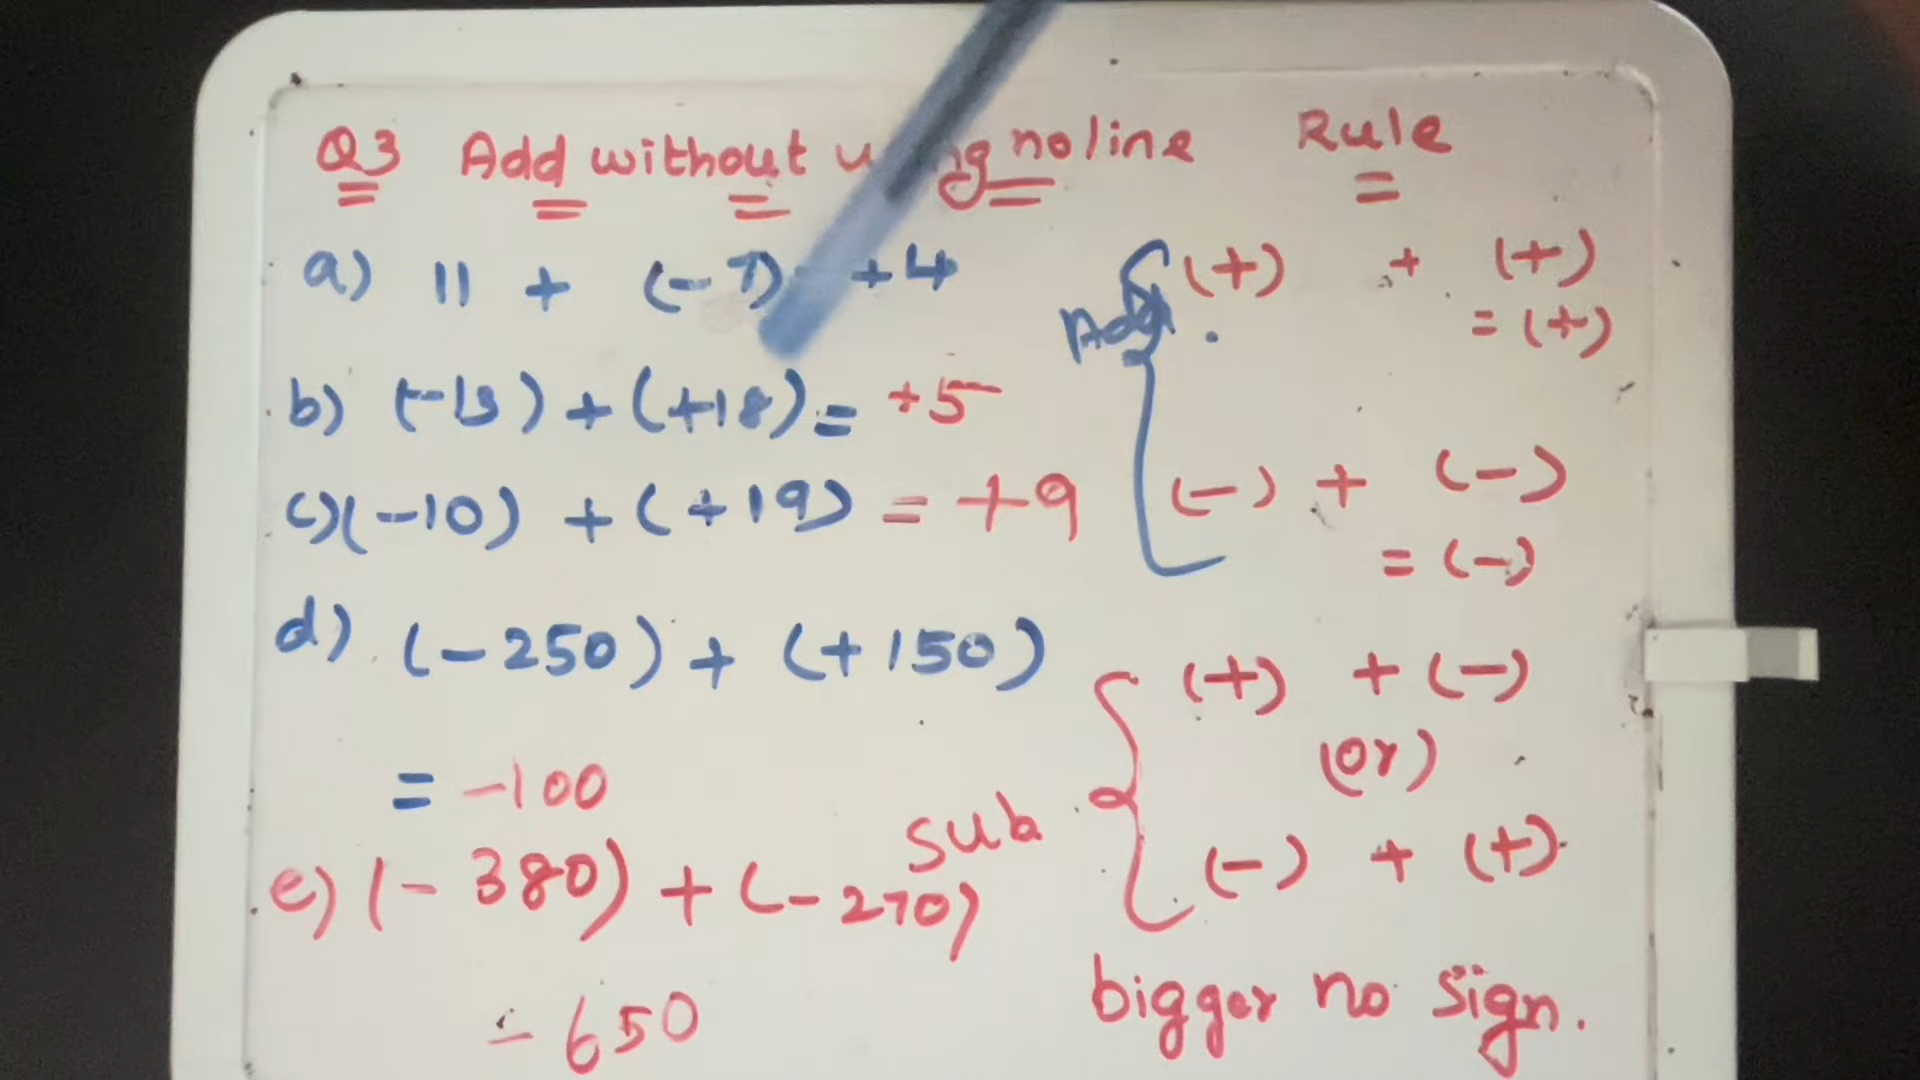 Q3 Add without no line Rule
a) 11 + (-7) +4
b) (-13) + (+18) = +5
c) (-10) + (+19) = +9
d) (-250) + (+150)
= -100
e) (-380) + (-270)
- 650
Add
(+) + (+)
= (+)
(-) + (-)
= (-)
sub
(+) + (-)
(or)
(-) + (+)
bigger no sign.